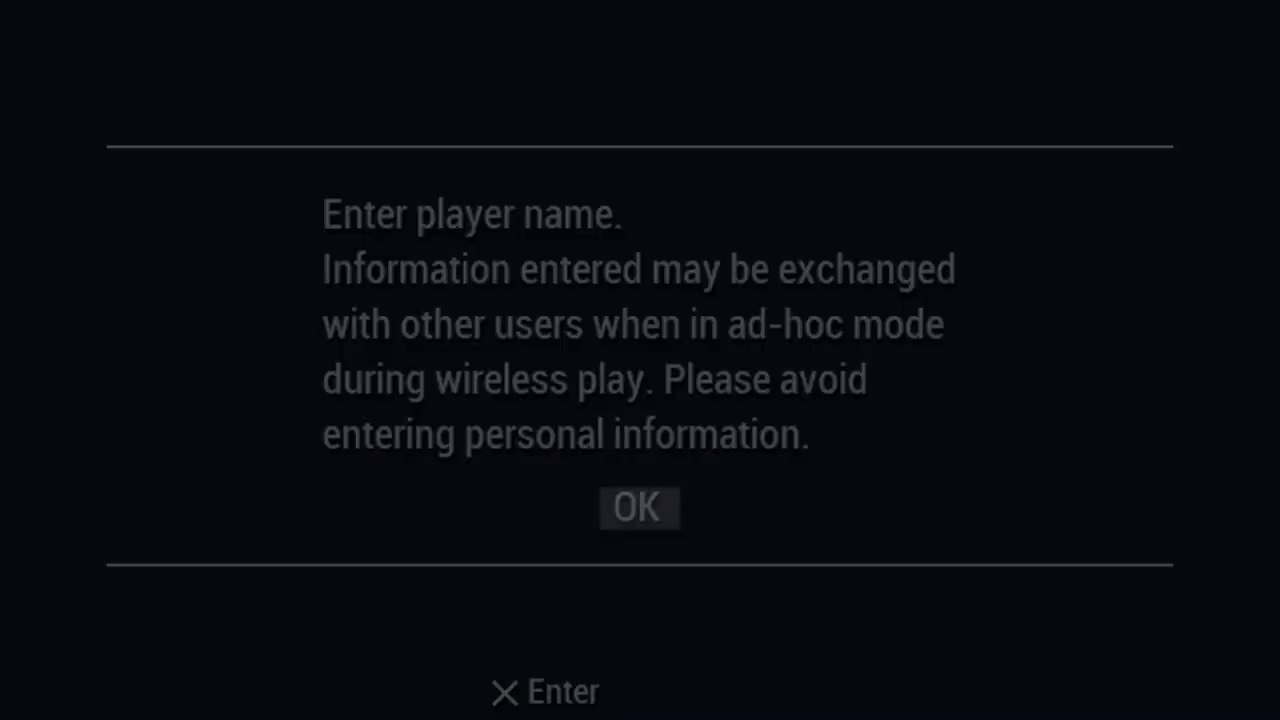 Enter player name.
Information entered may be exchanged
with other users when in ad-hoc mode
during wireless play. Please avoid
entering personal information.
OK
Enter